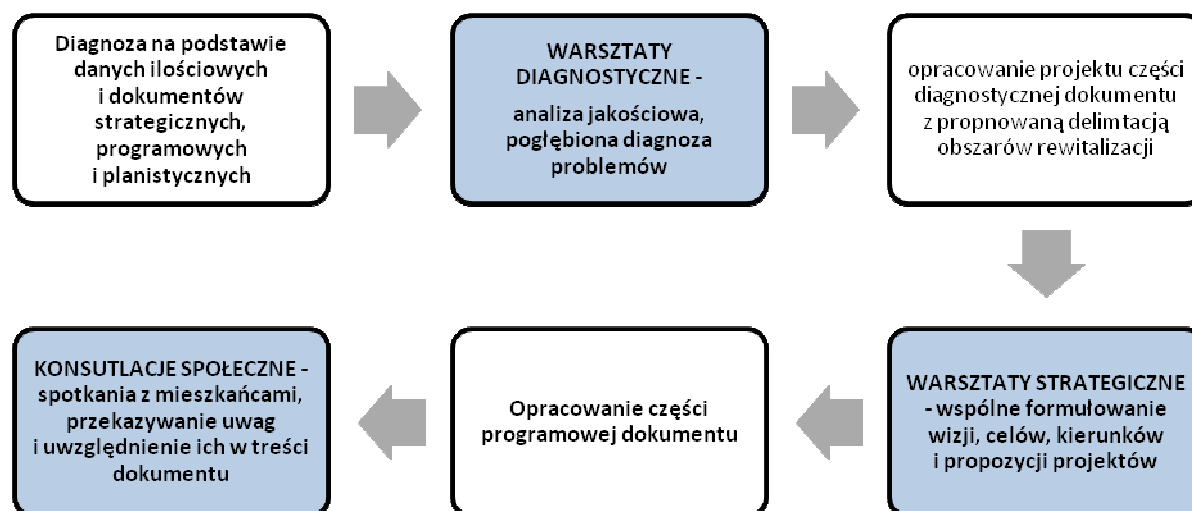 Diagnoza na podstawie
danych ilościowych
i dokumentów
strategicznych,
programowych
i planistycznych
WARSZTATY
DIAGNOSTYCZNE -
analiza jakościowa,
pogłębiona diagnoza
problemów
opracowanie projektu części
diagnostycznej dokumentu
z propnowaną delimtacją
obszarów rewitalizacji
WARSZTATY STRATEGICZNE
- wspólne formułowanie
wizji, celów, kierunków
i propozycji projektów
Opracowanie części
programowej dokumentu
KONSUTLACJE SPOŁECZNE -
spotkania z mieszkańcami,
przekazywanie uwag
i uwzględnienie ich w treści
dokumentu